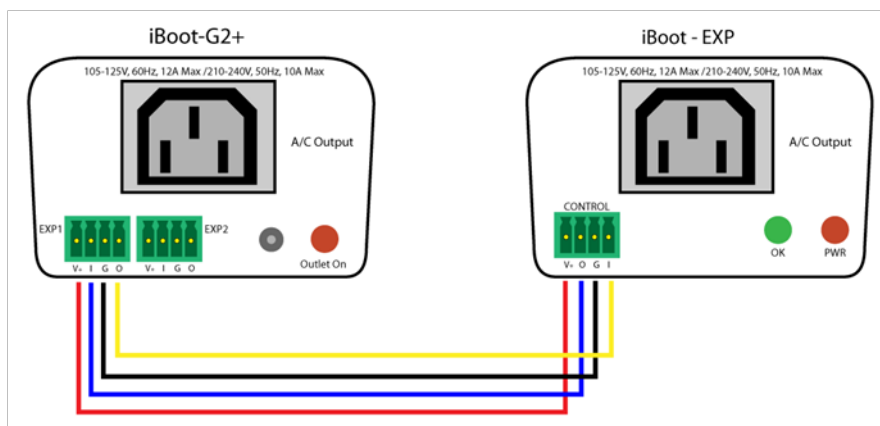 iBoot-G2+
105-125V, 60Hz, 12A Max /210-240V, 50Hz, 10A Max
A/C Output
EXP1
EXP2
V+ I G O
V+ I G O
Outlet On
iBoot - EXP
105-125V, 60Hz, 12A Max /210-240V, 50Hz, 10A Max
A/C Output
CONTROL
V+ O G I
OK
PWR